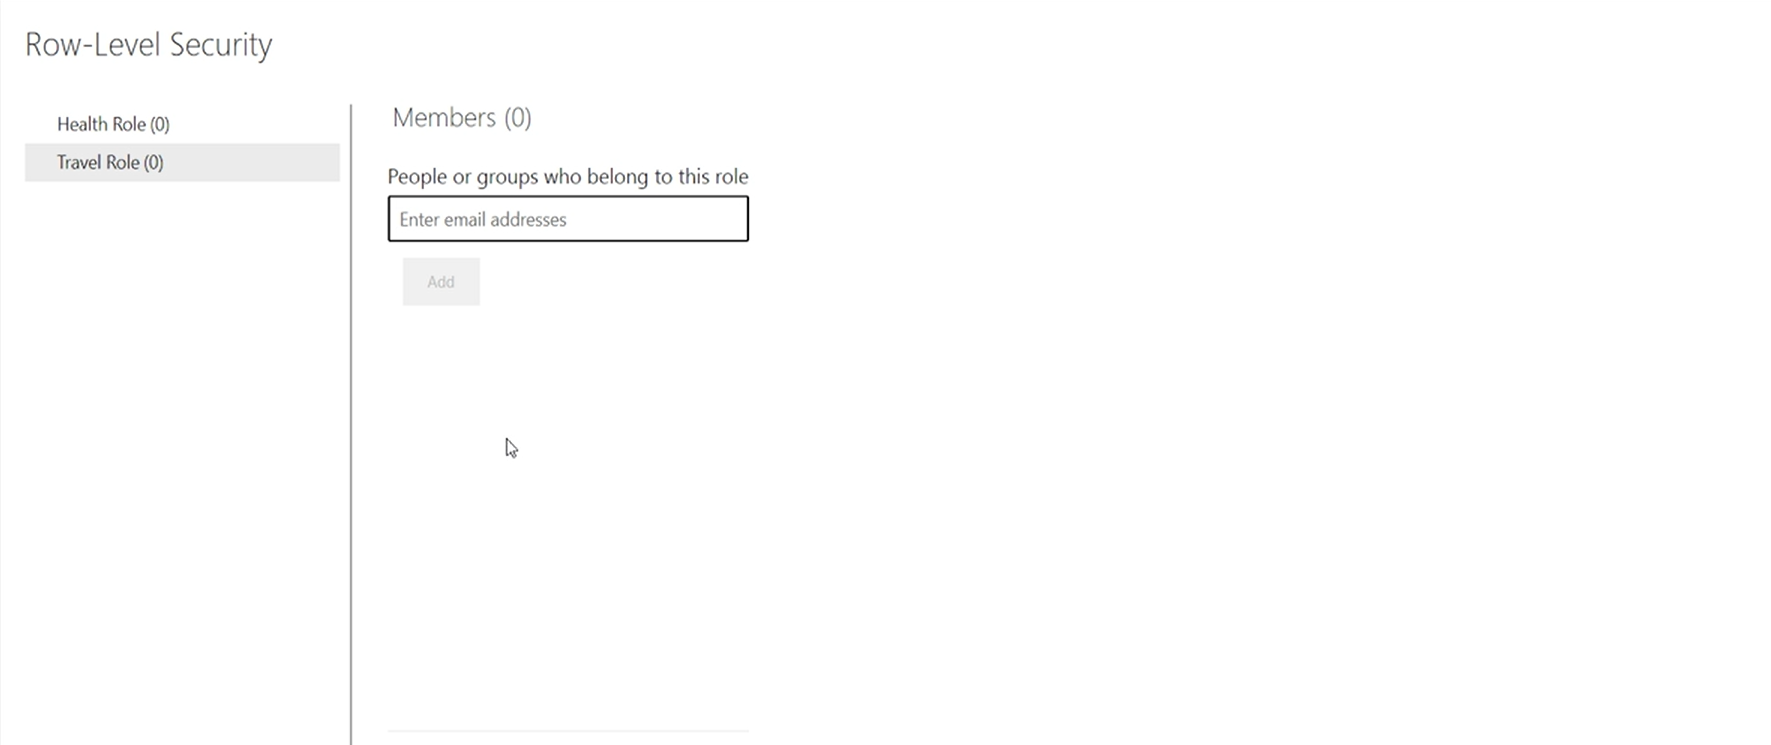 Row-Level Security
Health Role (0)
Travel Role (0)
Members (0)
People or groups who belong to this role
Enter email addresses
Add